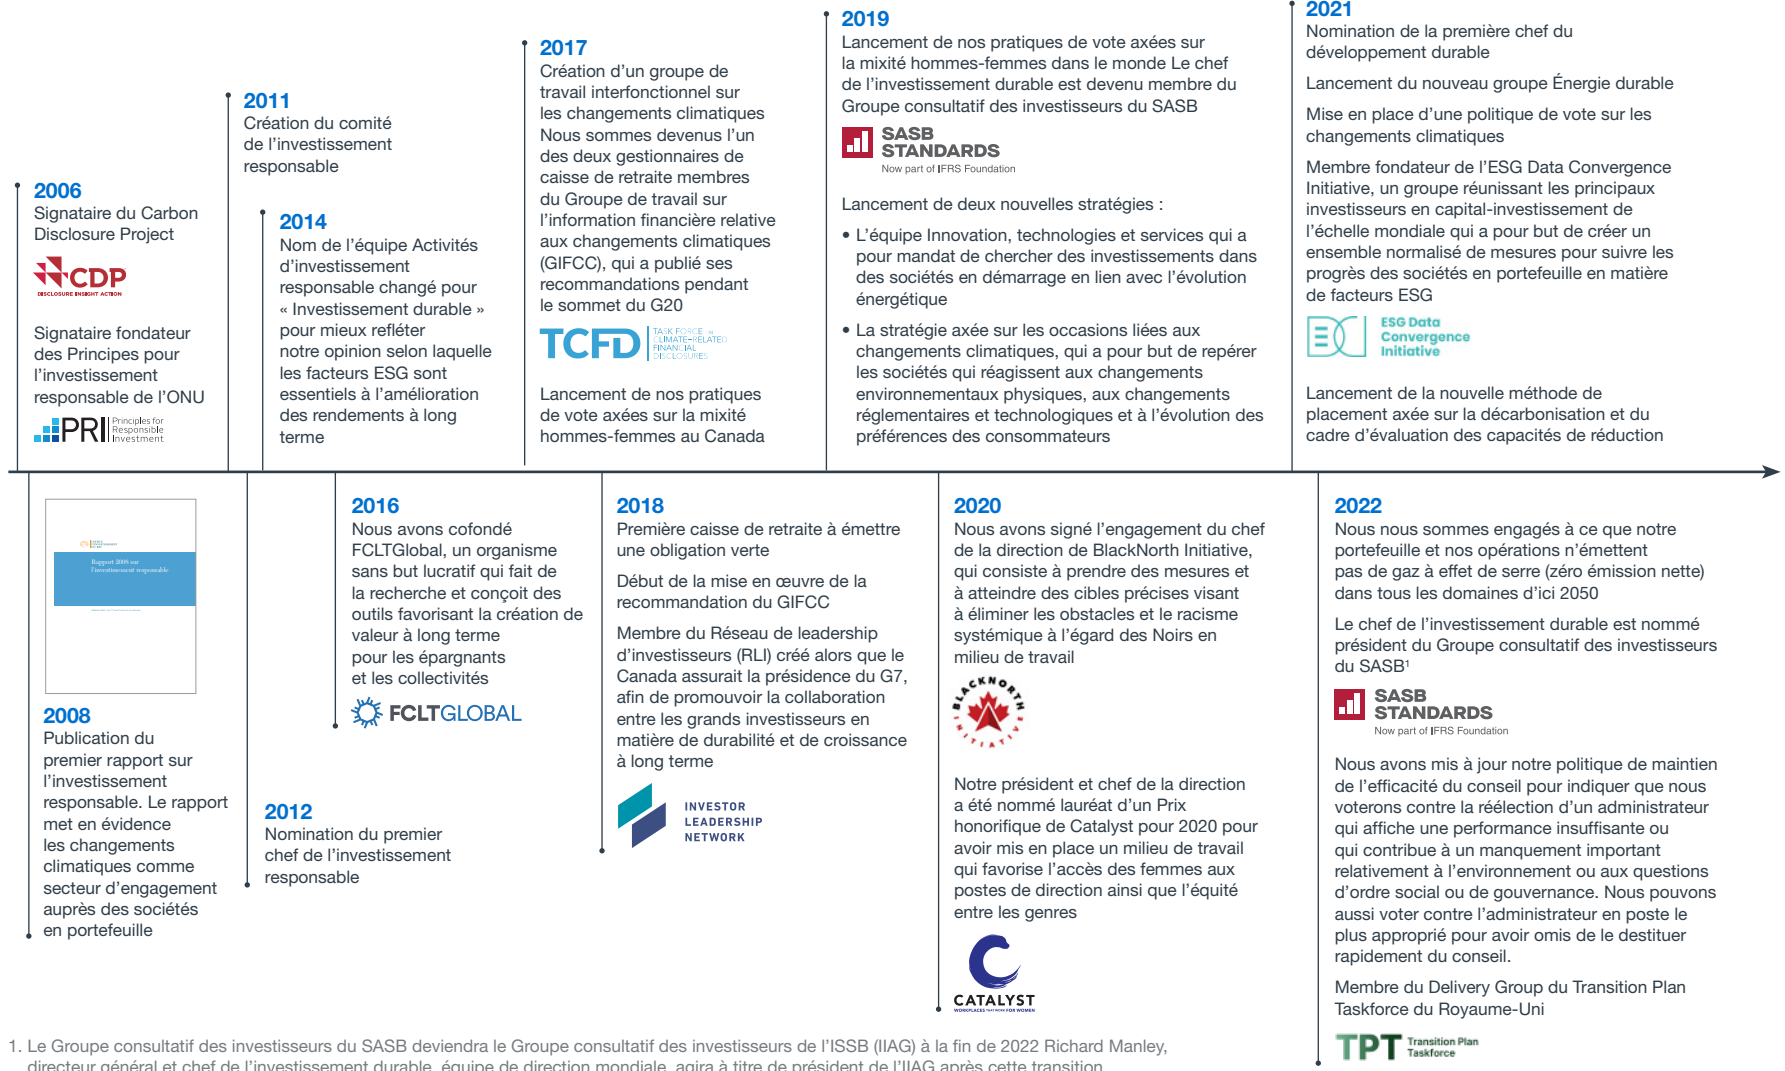 2006
Signataire du Carbon
Disclosure Project
CDP
DISCLOSURE INSIGHT ACTION
Signataire fondateur
des Principes pour
l’investissement
responsable de l’ONU
PRI
Principles for
Responsible
Investment
2011
Création du comité
de l’investissement
responsable
2014
Nom de l’équipe Activités
d’investissement
responsable changé pour
« Investissement durable »
pour mieux refléter
notre opinion selon laquelle
les facteurs ESG sont
essentiels à l’amélioration
des rendements à long
terme
2017
Création d’un groupe de
travail interfonctionnel sur
les changements climatiques
Nous sommes devenus l’un
des deux gestionnaires de
caisse de retraite membres
du Groupe de travail sur
l’information financière relative
aux changements climatiques
(GIFCC), qui a publié ses
recommandations pendant
le sommet du G20
TCFD
TASK FORCE ON
CLIMATE-RELATED
FINANCIAL
DISCLOSURES
Lancement de nos pratiques
de vote axées sur la mixité
hommes-femmes au Canada
2019
Lancement de nos pratiques de vote axées sur
la mixité hommes-femmes dans le monde Le chef
de l’investissement durable est devenu membre du
Groupe consultatif des investisseurs du SASB
SASB
STANDARDS
Now part of IFRS Foundation
Lancement de deux nouvelles stratégies :
• L’équipe Innovation, technologies et services qui a
pour mandat de chercher des investissements dans
des sociétés en démarrage en lien avec l’évolution
énergétique
• La stratégie axée sur les occasions liées aux
changements climatiques, qui a pour but de repérer
les sociétés qui réagissent aux changements
environnementaux physiques, aux changements
réglementaires et technologiques et à l’évolution des
préférences des consommateurs
2021
Nomination de la première chef du
développement durable
Lancement du nouveau groupe Énergie durable
Mise en place d’une politique de vote sur les
changements climatiques
Membre fondateur de l’ESG Data Convergence
Initiative, un groupe réunissant les principaux
investisseurs en capital-investissement de
l’échelle mondiale qui a pour but de créer un
ensemble normalisé de mesures pour suivre les
progrès des sociétés en portefeuille en matière
de facteurs ESG
ESG Data
Convergence
Initiative
Lancement de la nouvelle méthode de
placement axée sur la décarbonisation et du
cadre d’évaluation des capacités de réduction
Rapport 2008 sur
l’investissement responsable
2008
Publication du
premier rapport sur
l’investissement
responsable. Le rapport
met en évidence
les changements
climatiques comme
secteur d’engagement
auprès des sociétés
en portefeuille
2012
Nomination du premier
chef de l’investissement
responsable
2016
Nous avons cofondé
FCLTGlobal, un organisme
sans but lucratif qui fait de
la recherche et conçoit des
outils favorisant la création de
valeur à long terme
pour les épargnants
et les collectivités
FCLTGLOBAL
2018
Première caisse de retraite à émettre
une obligation verte
Début de la mise en œuvre de la
recommandation du GIFCC
Membre du Réseau de leadership
d’investisseurs (RLI) créé alors que le
Canada assurait la présidence du G7,
afin de promouvoir la collaboration
entre les grands investisseurs en
matière de durabilité et de croissance
à long terme
INVESTOR
LEADERSHIP
NETWORK
2020
Nous avons signé l’engagement du chef
de la direction de BlackNorth Initiative,
qui consiste à prendre des mesures et
à atteindre des cibles précises visant
à éliminer les obstacles et le racisme
systémique à l’égard des Noirs en
milieu de travail
BLACKNORTH
INITIATIVE
Notre président et chef de la direction
a été nommé lauréat d’un Prix
honorifique de Catalyst pour 2020 pour
avoir mis en place un milieu de travail
qui favorise l’accès des femmes aux
postes de direction ainsi que l’équité
entre les genres
CATALYST
WORKPLACES THAT WORK FOR WOMEN
2022
Nous nous sommes engagés à ce que notre
portefeuille et nos opérations n’émettent
pas de gaz à effet de serre (zéro émission nette)
dans tous les domaines d’ici 2050
Le chef de l’investissement durable est nommé
président du Groupe consultatif des investisseurs
du SASB¹
SASB
STANDARDS
Now part of IFRS Foundation
Nous avons mis à jour notre politique de maintien
de l’efficacité du conseil pour indiquer que nous
voterons contre la réélection d’un administrateur
qui affiche une performance insuffisante ou
qui contribue à un manquement important
relativement à l’environnement ou aux questions
d’ordre social ou de gouvernance. Nous pouvons
aussi voter contre l’administrateur en poste le
plus approprié pour avoir omis de le destituer
rapidement du conseil.
Membre du Delivery Group du Transition Plan
Taskforce du Royaume-Uni
TPT
Transition Plan
Taskforce
1. Le Groupe consultatif des investisseurs du SASB deviendra le Groupe consultatif des investisseurs de l’ISSB (IIAG) à la fin de 2022 Richard Manley,
directeur général et chef de l’investissement durable, équipe de direction mondiale, agira à titre de président de l’IIAG après cette transition